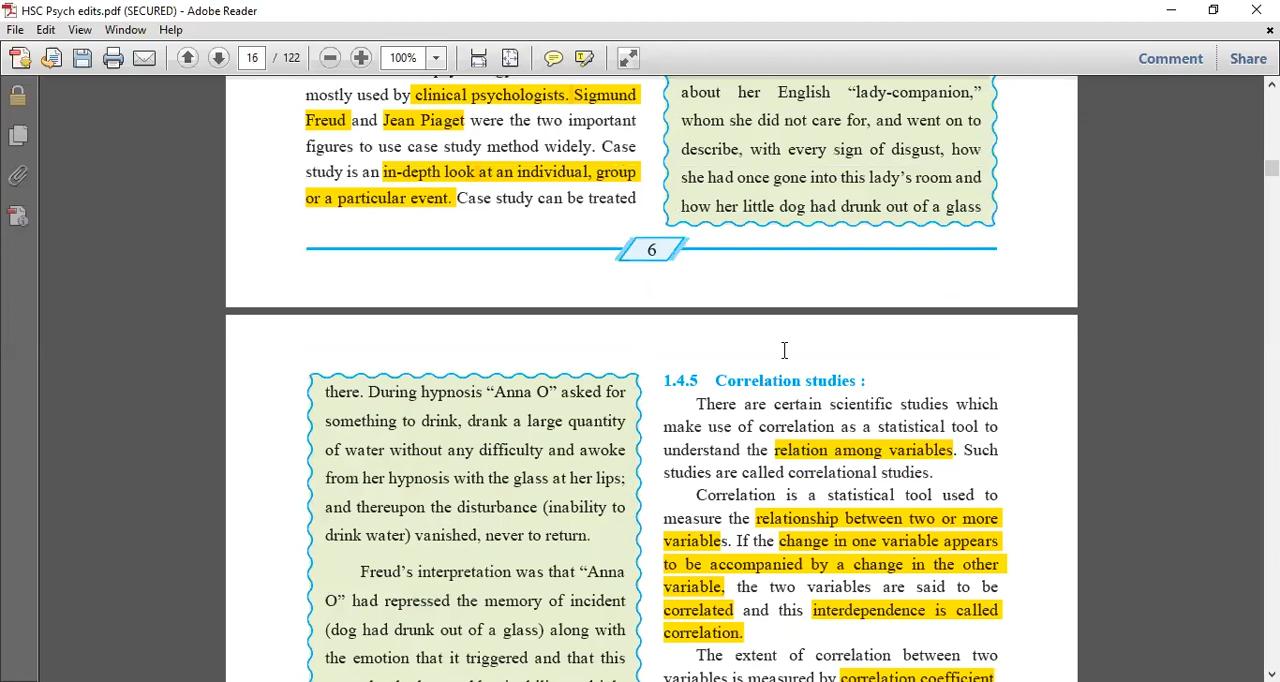 HSC Psych edits.pdf (SECURED) - Adobe Reader
File Edit View Window Help
16 / 122 100% Comment Share
mostly used by clinical psychologists. Sigmund
Freud and Jean Piaget were the two important
figures to use case study method widely. Case
study is an in-depth look at an individual, group
or a particular event. Case study can be treated
about her English “lady-companion,”
whom she did not care for, and went on to
describe, with every sign of disgust, how
she had once gone into this lady’s room and
how her little dog had drunk out of a glass
6
there. During hypnosis “Anna O” asked for
something to drink, drank a large quantity
of water without any difficulty and awoke
from her hypnosis with the glass at her lips;
and thereupon the disturbance (inability to
drink water) vanished, never to return.
Freud’s interpretation was that “Anna
O” had repressed the memory of incident
(dog had drunk out of a glass) along with
the emotion that it triggered and that this
1.4.5 Correlation studies :
There are certain scientific studies which
make use of correlation as a statistical tool to
understand the relation among variables. Such
studies are called correlational studies.
Correlation is a statistical tool used to
measure the relationship between two or more
variables. If the change in one variable appears
to be accompanied by a change in the other
variable, the two variables are said to be
correlated and this interdependence is called
correlation.
The extent of correlation between two
variables is measured by correlation coefficient